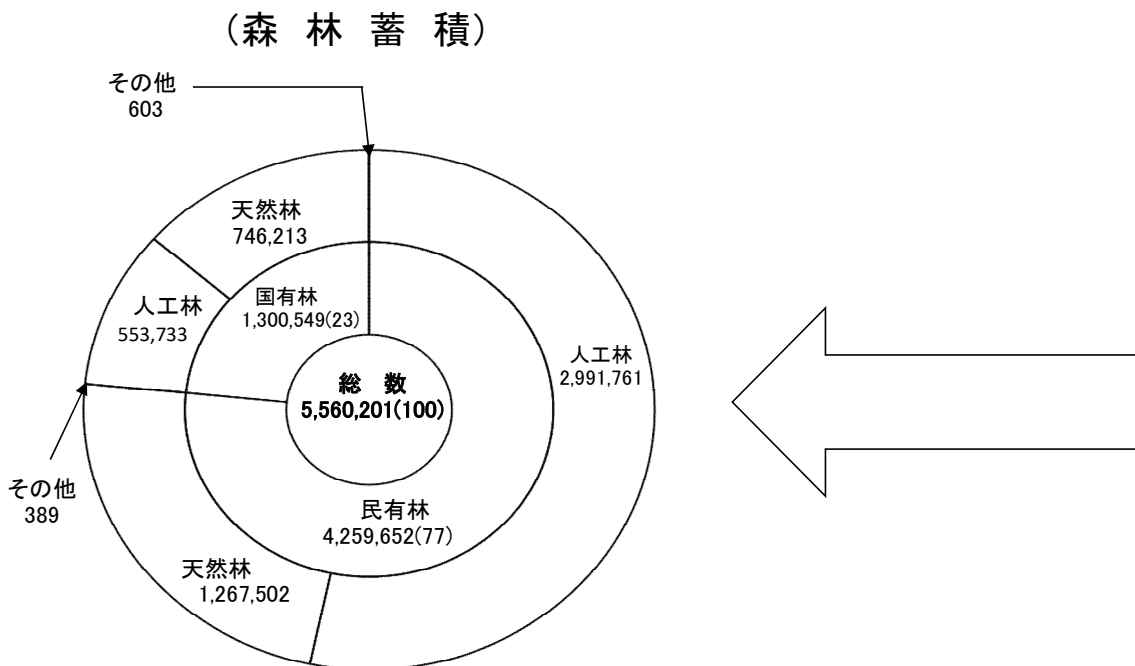 (森 林 蓄 積)
その他
603
天然林
746,213
人工林
553,733
国有林
1,300,549(23)
人工林
2,991,761
総 数
5,560,201(100)
その他
389
民有林
4,259,652(77)
天然林
1,267,502